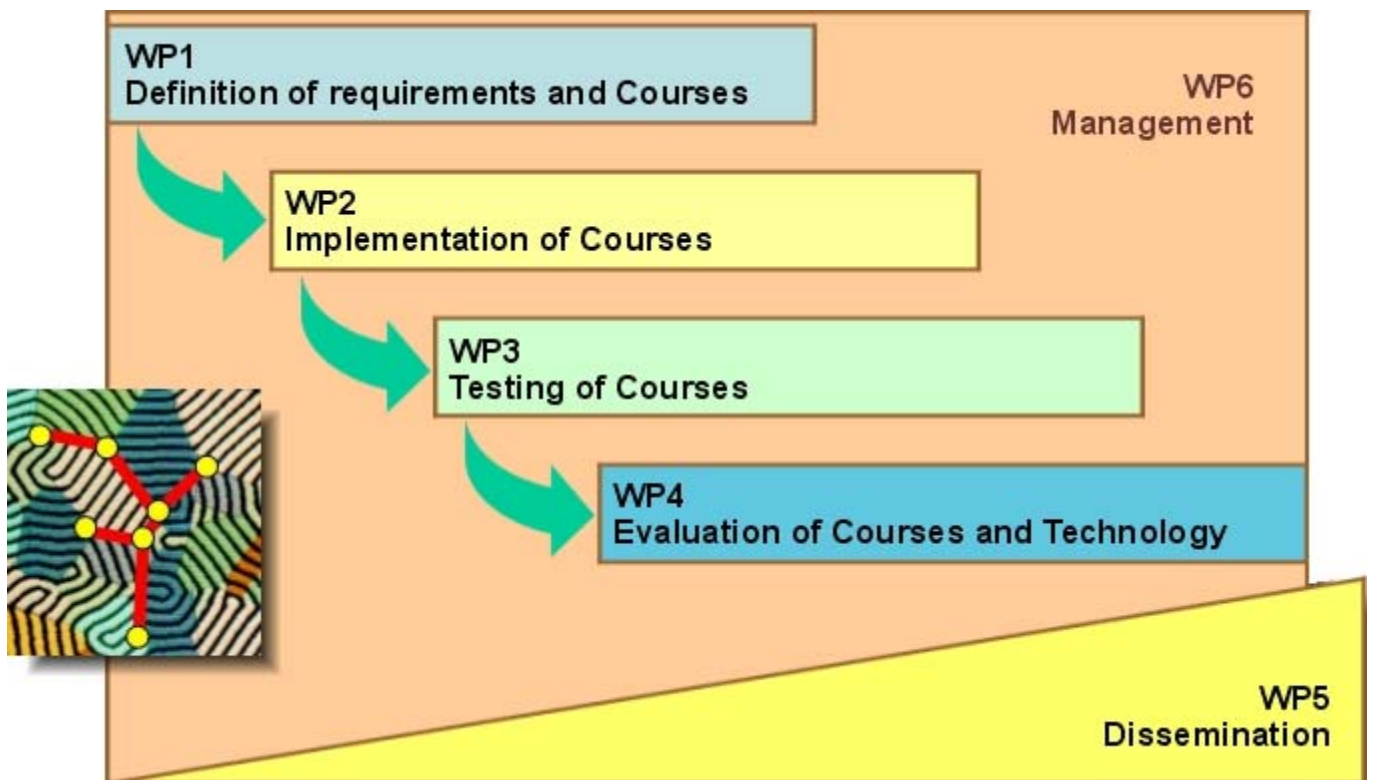 WP1
Definition of requirements and Courses
WP6
Management
WP2
Implementation of Courses
WP3
Testing of Courses
WP4
Evaluation of Courses and Technology
WP5
Dissemination